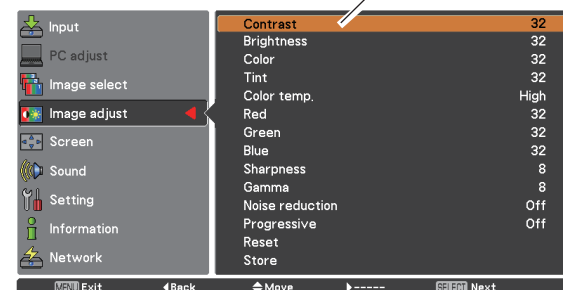 Input
PC adjust
Image select
Image adjust
Screen
Sound
Setting
Information
Network
Contrast 32
Brightness 32
Color 32
Tint 32
Color temp. High
Red 32
Green 32
Blue 32
Sharpness 8
Gamma 8
Noise reduction Off
Progressive Off
Reset
Store
MENU Exit ◀Back ◆Move ▶----- SELECT Next